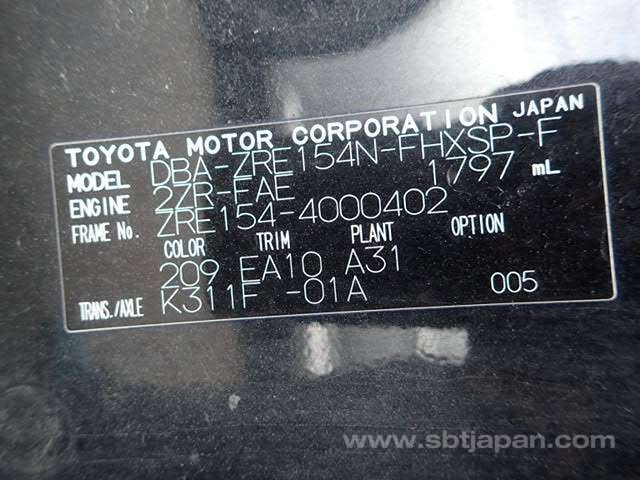 TOYOTA MOTOR CORPORATION JAPAN
MODEL DBA-ZRE154N-FHXSP-F
ENGINE 2ZR-FAE 1797 mL
FRAME No. ZRE154-4000402
COLOR TRIM PLANT OPTION
209 EA10 A31
TRANS./AXLE K311F -01A 005
www.sbtjapan.com